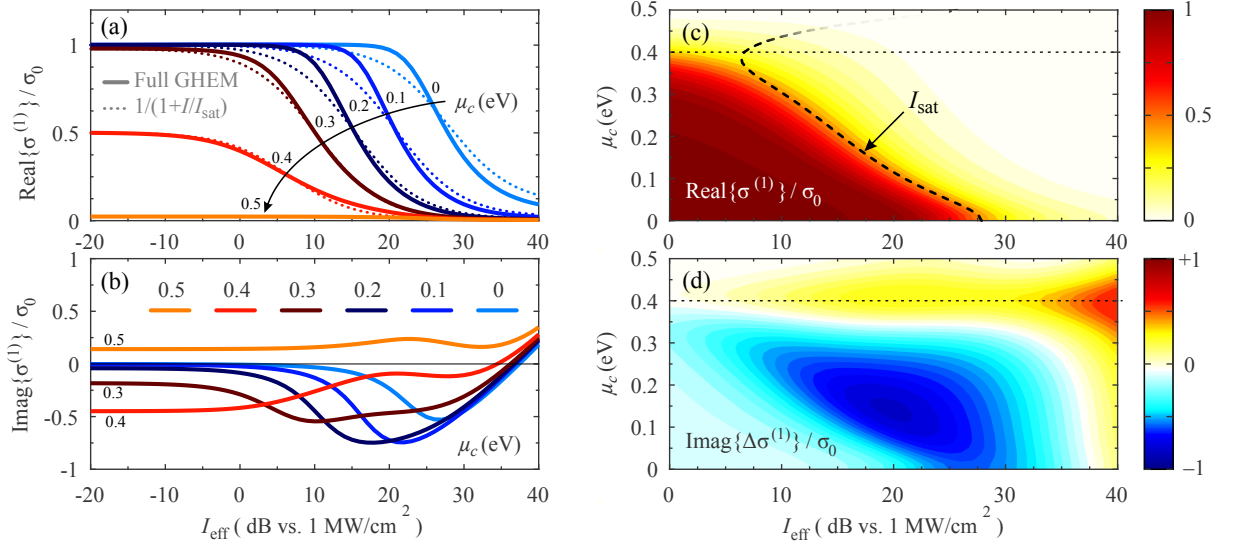 (a)
Real{σ⁽¹⁾} / σ₀
1
0.5
0
Full GHEM
1/(1+I/I_sat)
μ_c (eV)
0
0.1
0.2
0.3
0.4
0.5
-20 -10 0 10 20 30 40
(b)
Imag{σ⁽¹⁾} / σ₀
1
0.5
0
-0.5
-1
0.5 0.4 0.3 0.2 0.1 0
0.5
0.3
0.4
μ_c (eV)
-20 -10 0 10 20 30 40
I_eff ( dB vs. 1 MW/cm² )
(c)
μ_c (eV)
0.5
0.4
0.3
0.2
0.1
0
I_sat
Real{σ⁽¹⁾} / σ₀
0 10 20 30 40
1
0.5
0
(d)
μ_c (eV)
0.5
0.4
0.3
0.2
0.1
0
Imag{Δσ⁽¹⁾} / σ₀
0 10 20 30 40
I_eff ( dB vs. 1 MW/cm² )
+1
0
−1